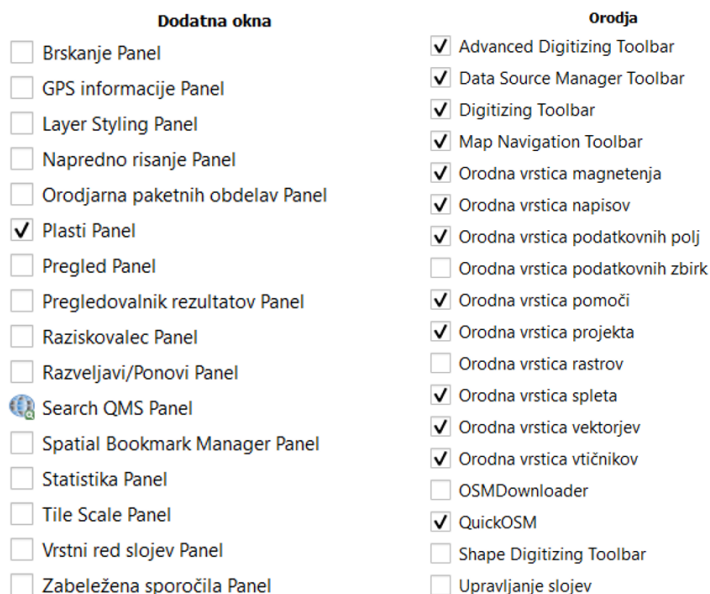 Dodatna okna
Brskanje Panel
GPS informacije Panel
Layer Styling Panel
Napredno risanje Panel
Orodjarna paketnih obdelav Panel
Plasti Panel
Pregled Panel
Pregledovalnik rezultatov Panel
Raziskovalec Panel
Razveljavi/Ponovi Panel
Search QMS Panel
Spatial Bookmark Manager Panel
Statistika Panel
Tile Scale Panel
Vrstni red slojev Panel
Zabeležena sporočila Panel
Orodja
Advanced Digitizing Toolbar
Data Source Manager Toolbar
Digitizing Toolbar
Map Navigation Toolbar
Orodna vrstica magnetenja
Orodna vrstica napisov
Orodna vrstica podatkovnih polj
Orodna vrstica podatkovnih zbirk
Orodna vrstica pomoči
Orodna vrstica projekta
Orodna vrstica rastrov
Orodna vrstica spleta
Orodna vrstica vektorjev
Orodna vrstica vtičnikov
OSMDownloader
QuickOSM
Shape Digitizing Toolbar
Upravljanje slojev